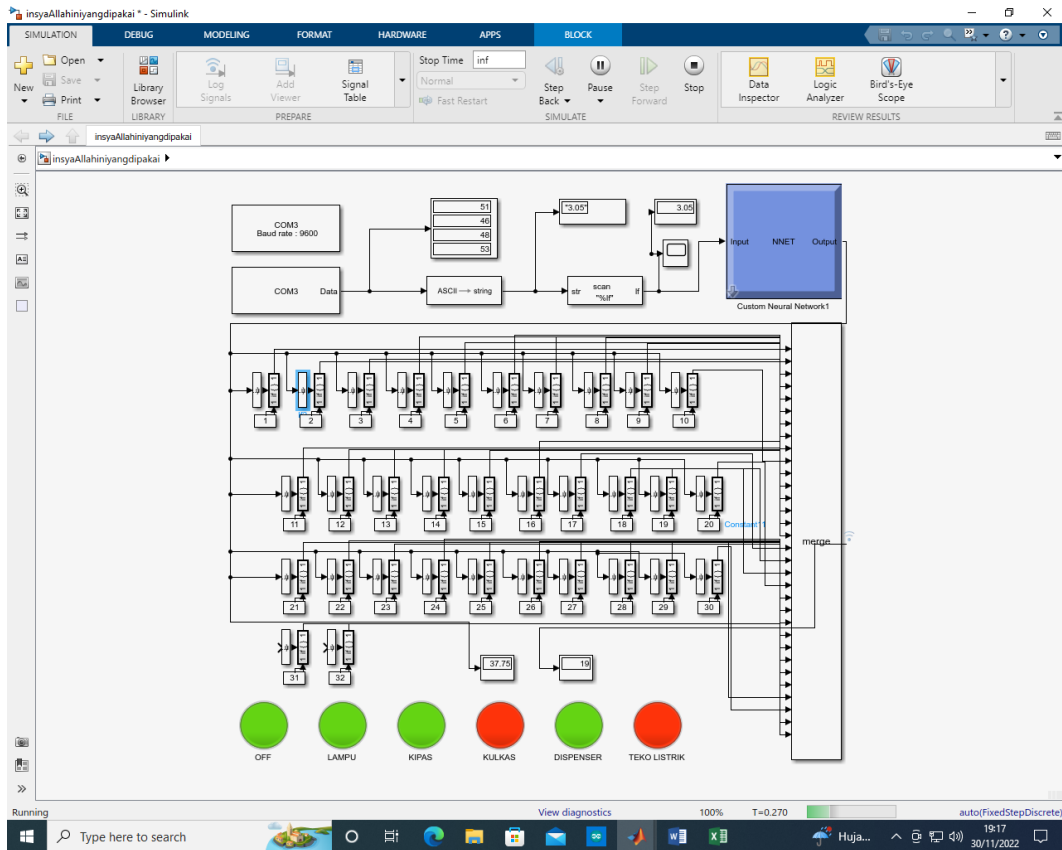 insyaAllahiniyangdipakai * - Simulink
SIMULATION DEBUG MODELING FORMAT HARDWARE APPS BLOCK
New
Open
Save
Print
FILE
Library Browser
LIBRARY
Log Signals
Add Viewer
Signal Table
PREPARE
Stop Time inf
Normal
Fast Restart
Step Back
Pause
Step Forward
Stop
SIMULATE
Data Inspector
Logic Analyzer
Bird's-Eye Scope
REVIEW RESULTS
insyaAllahiniyangdipakai
insyaAllahiniyangdipakai
COM3
Baud rate : 9600
51
46
48
53
"3.05"
3.05
Input NNET Output
Custom Neural Network1
COM3 Data
ASCII → string
str
scan
"%lf"
lf
1 2 3 4 5 6 7 8 9 10
11 12 13 14 15 16 17 18 19 20 Constant11
merge
21 22 23 24 25 26 27 28 29 30
31 32
37.75
19
OFF LAMPU KIPAS KULKAS DISPENSER TEKO LISTRIK
Running View diagnostics 100% T=0.270 auto(FixedStepDiscrete)
Type here to search
Huja...
19:17
30/11/2022